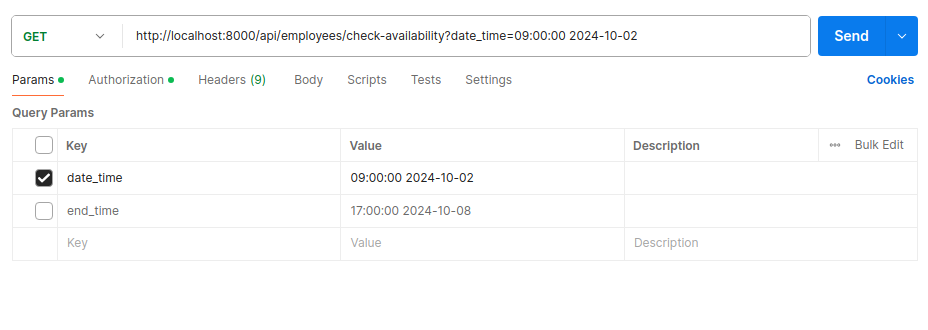 GET http://localhost:8000/api/employees/check-availability?date_time=09:00:00 2024-10-02 Send
Params Authorization Headers (9) Body Scripts Tests Settings Cookies
Query Params
Key Value Description Bulk Edit
date_time 09:00:00 2024-10-02
end_time 17:00:00 2024-10-08
Key Value Description